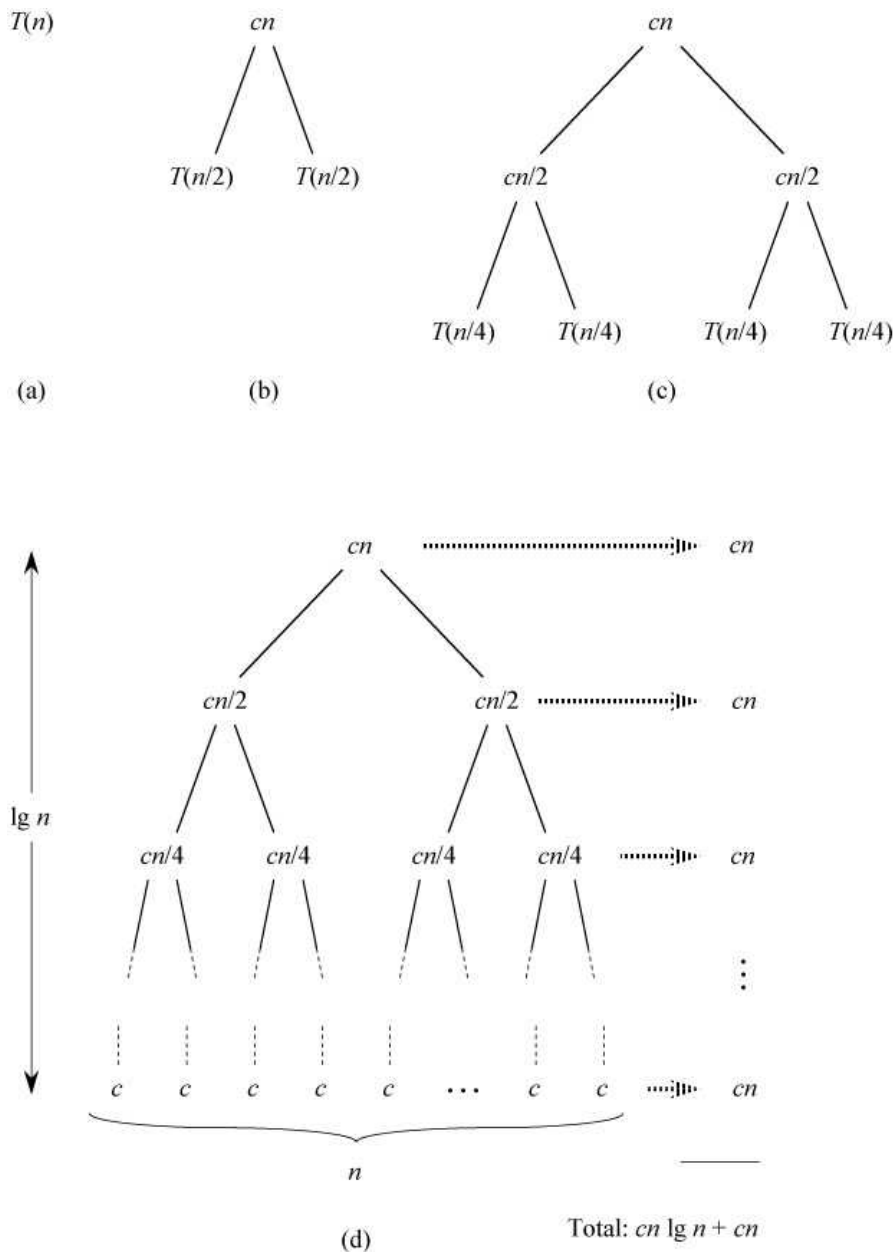 T(n) cn cn
T(n/2) T(n/2) cn/2 cn/2
T(n/4) T(n/4) T(n/4) T(n/4)
(a) (b) (c)
cn cn
cn/2 cn/2 cn
lg n
cn/4 cn/4 cn/4 cn/4 cn
⋮
c c c c c ... c c cn
n
Total: cn lg n + cn
(d)